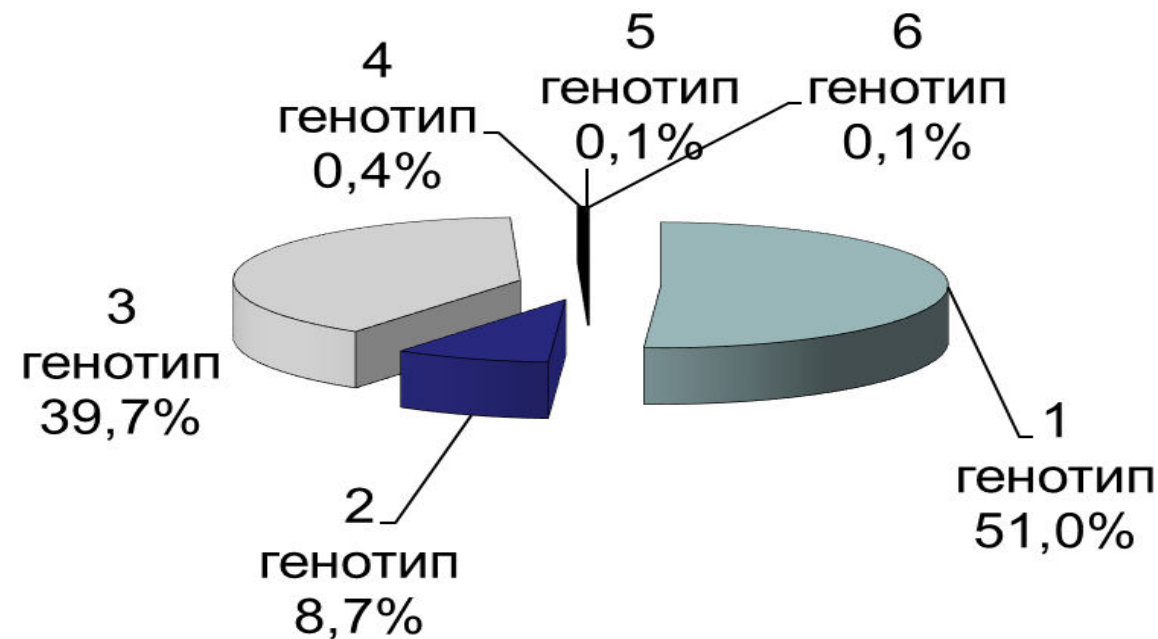 4
генотип
0,4%
5
генотип
0,1%
6
генотип
0,1%
3
генотип
39,7%
1
генотип
51,0%
2
генотип
8,7%